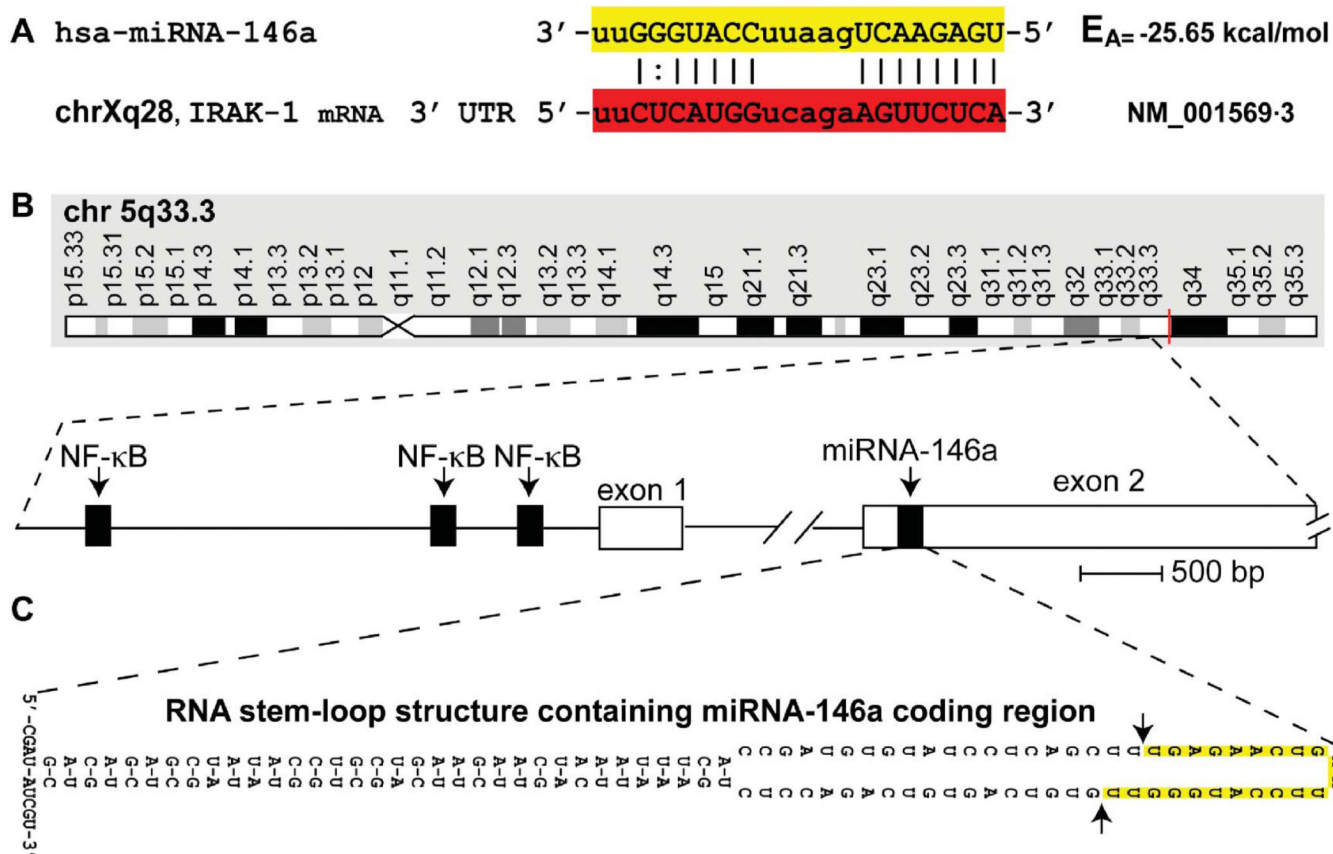 A hsa-miRNA-146a 3′-uuGGGUACCuuaagUCAAGAGU-5′ EA= -25.65 kcal/mol
|:||||| ||||||||
chrXq28, IRAK-1 mRNA 3′ UTR 5′-uuCUCAUGGucagaAGUUCUCA-3′ NM_001569·3
B chr 5q33.3
p15.33 p15.31 p15.2 p15.1 p14.3 p14.1 p13.3 p13.2 p13.1 p12 q11.1 q11.2 q12.1 q12.3 q13.2 q13.3 q14.1 q14.3 q15 q21.1 q21.3 q23.1 q23.2 q23.3 q31.1 q31.2 q31.3 q32 q33.1 q33.2 q33.3 q34 q35.1 q35.2 q35.3
NF-κB NF-κB NF-κB miRNA-146a
exon 1 exon 2
500 bp
C
RNA stem-loop structure containing miRNA-146a coding region
5′-CGAU-AUCGU-3′